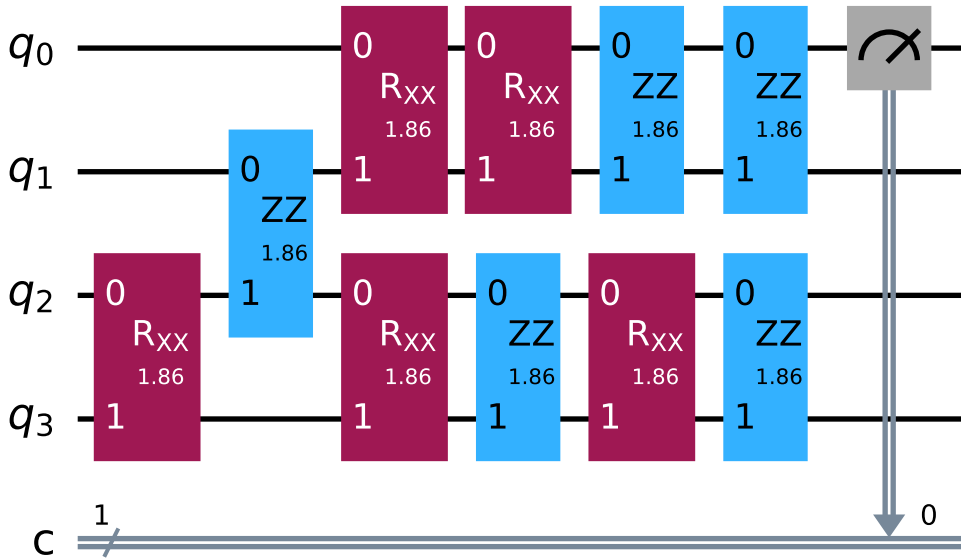 q0
0 0 0 0
RXX RXX ZZ ZZ
1.86 1.86 1.86 1.86
q1
0 1 1 1 1
ZZ
1.86
q2
0 1 0 0 0 0
RXX RXX ZZ RXX ZZ
1.86 1.86 1.86 1.86 1.86
q3
1 1 1 1 1
1 0
c